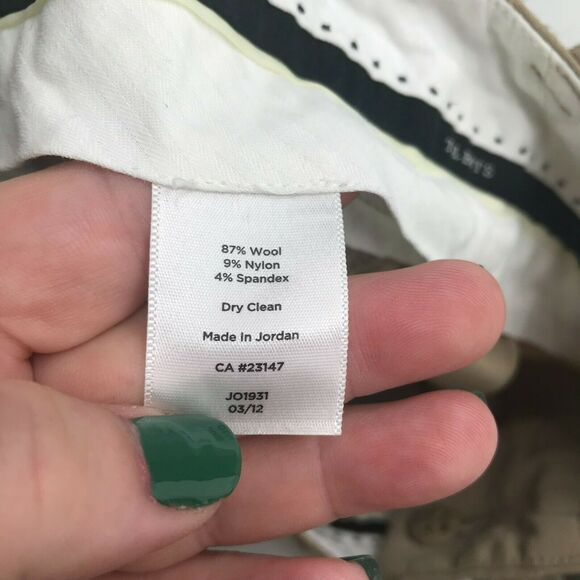 87% Wool
9% Nylon
4% Spandex
Dry Clean
Made In Jordan
CA #23147
JO1931
03/12